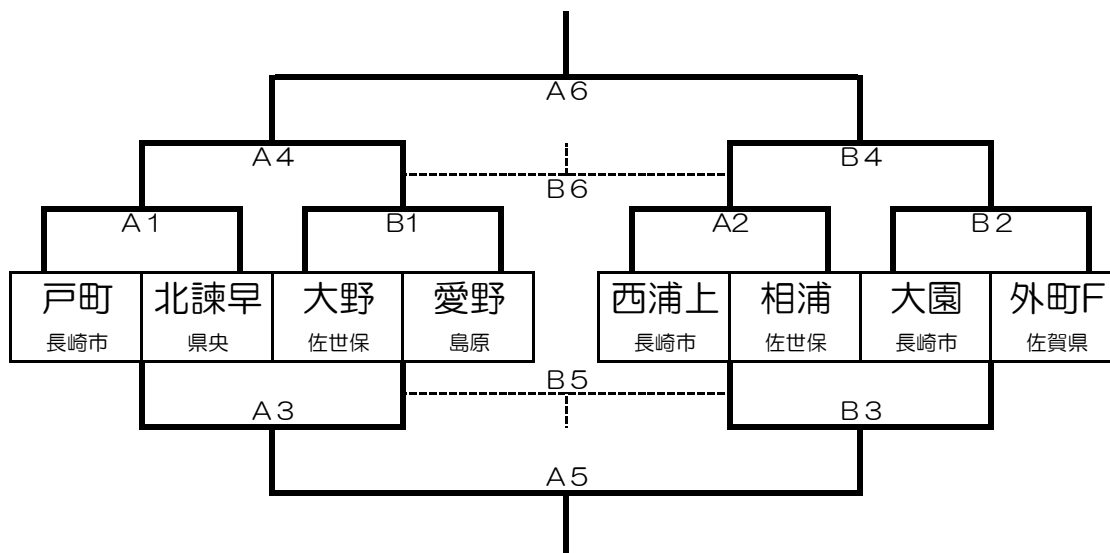 A6
A4 B4
B6
A1 B1 A2 B2
戸町 北諫早 大野 愛野 西浦上 相浦 大園 外町F
長崎市 県央 佐世保 島原 長崎市 佐世保 長崎市 佐賀県
B5
A3 B3
A5